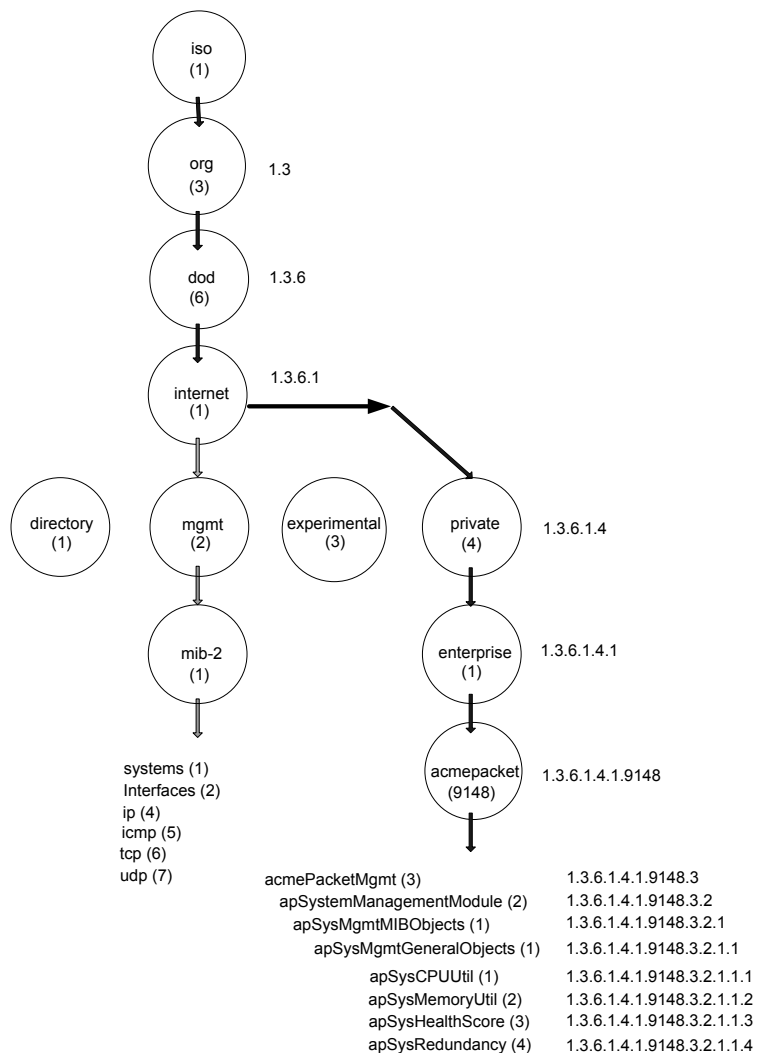 iso
(1)
org
(3)
1.3
dod
(6)
1.3.6
internet
(1)
1.3.6.1
directory
(1)
mgmt
(2)
experimental
(3)
private
(4)
1.3.6.1.4
mib-2
(1)
enterprise
(1)
1.3.6.1.4.1
acmepacket
(9148)
1.3.6.1.4.1.9148
systems (1)
Interfaces (2)
ip (4)
icmp (5)
tcp (6)
udp (7)
acmePacketMgmt (3) 1.3.6.1.4.1.9148.3
apSystemManagementModule (2) 1.3.6.1.4.1.9148.3.2
apSysMgmtMIBObjects (1) 1.3.6.1.4.1.9148.3.2.1
apSysMgmtGeneralObjects (1) 1.3.6.1.4.1.9148.3.2.1.1
apSysCPUUtil (1) 1.3.6.1.4.1.9148.3.2.1.1.1
apSysMemoryUtil (2) 1.3.6.1.4.1.9148.3.2.1.1.2
apSysHealthScore (3) 1.3.6.1.4.1.9148.3.2.1.1.3
apSysRedundancy (4) 1.3.6.1.4.1.9148.3.2.1.1.4